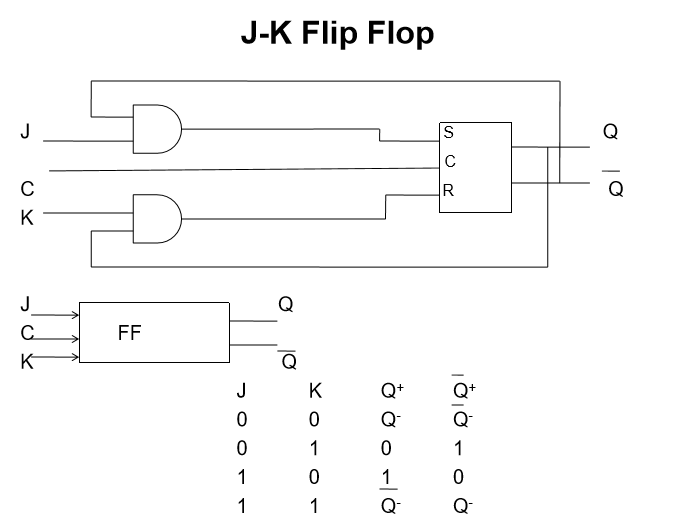 J-K Flip Flop
J
S
Q
C
C
R
Q̅
K
J
Q
C
FF
K
Q̅
J K Q⁺ Q̅⁺
0 0 Q⁻ Q̅⁻
0 1 0 1
1 0 1 0
1 1 Q̅⁻ Q⁻